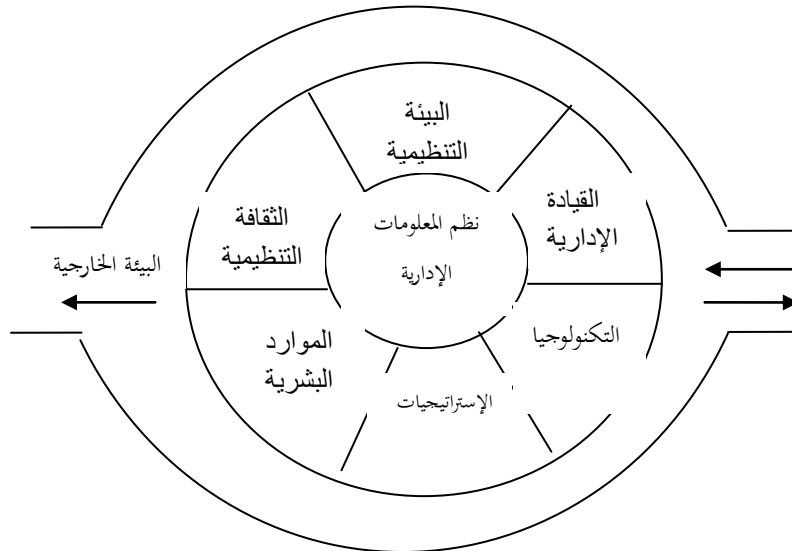 البيئة
التنظيمية
القيادة
الإدارية
الثقافة
التنظيمية
نظم المعلومات
الإدارية
البيئة الخارجية
التكنولوجيا
الموارد
البشرية
الإستراتيجيات